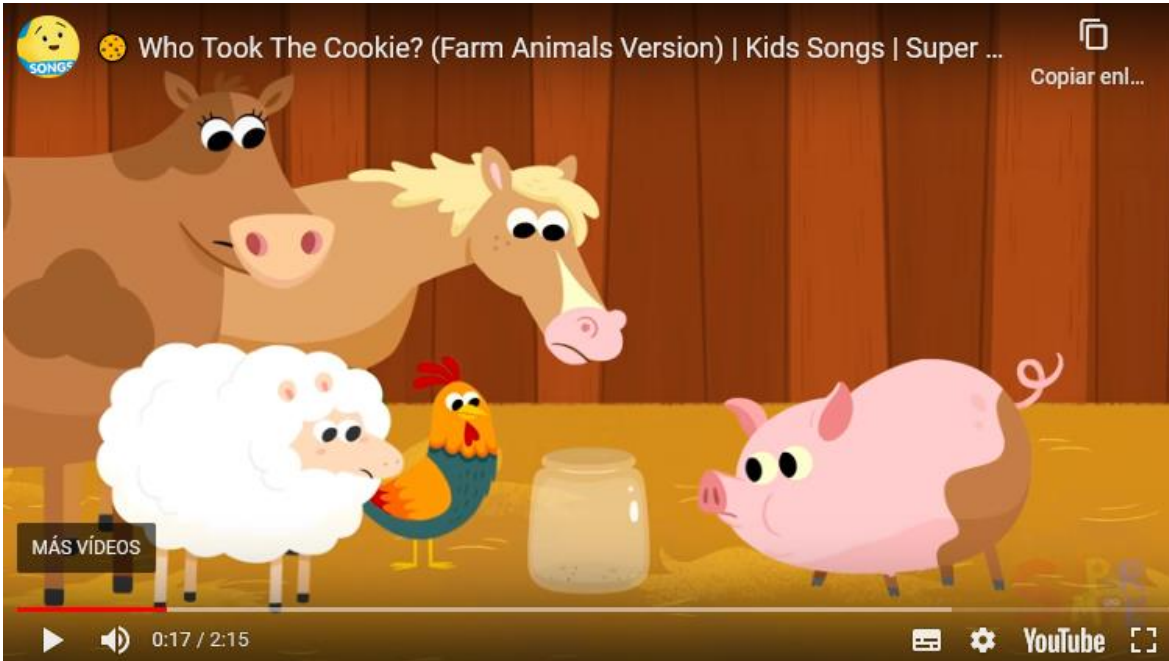 SONGS
Who Took The Cookie? (Farm Animals Version) | Kids Songs | Super ...
Copiar enl...
MÁS VÍDEOS
0:17 / 2:15
YouTube